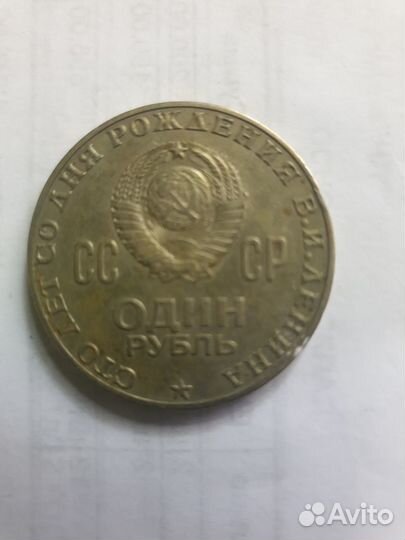 СТО ЛЕТ СО ДНЯ РОЖДЕНИЯ В.И.ЛЕНИНА
СС СР
ОДИН
РУБЛЬ
Avito